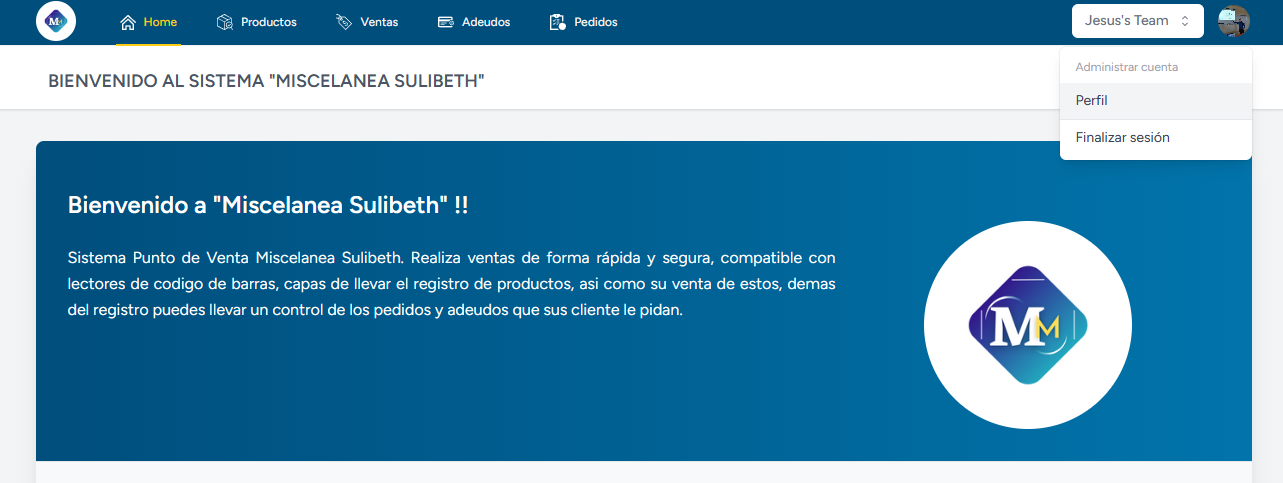 Home Productos Ventas Adeudos Pedidos Jesus's Team
Administrar cuenta
BIENVENIDO AL SISTEMA "MISCELANEA SULIBETH"
Perfil
Finalizar sesión
Bienvenido a "Miscelanea Sulibeth" !!
Sistema Punto de Venta Miscelanea Sulibeth. Realiza ventas de forma rápida y segura, compatible con
lectores de codigo de barras, capas de llevar el registro de productos, asi como su venta de estos, demas
del registro puedes llevar un control de los pedidos y adeudos que sus cliente le pidan.
MM